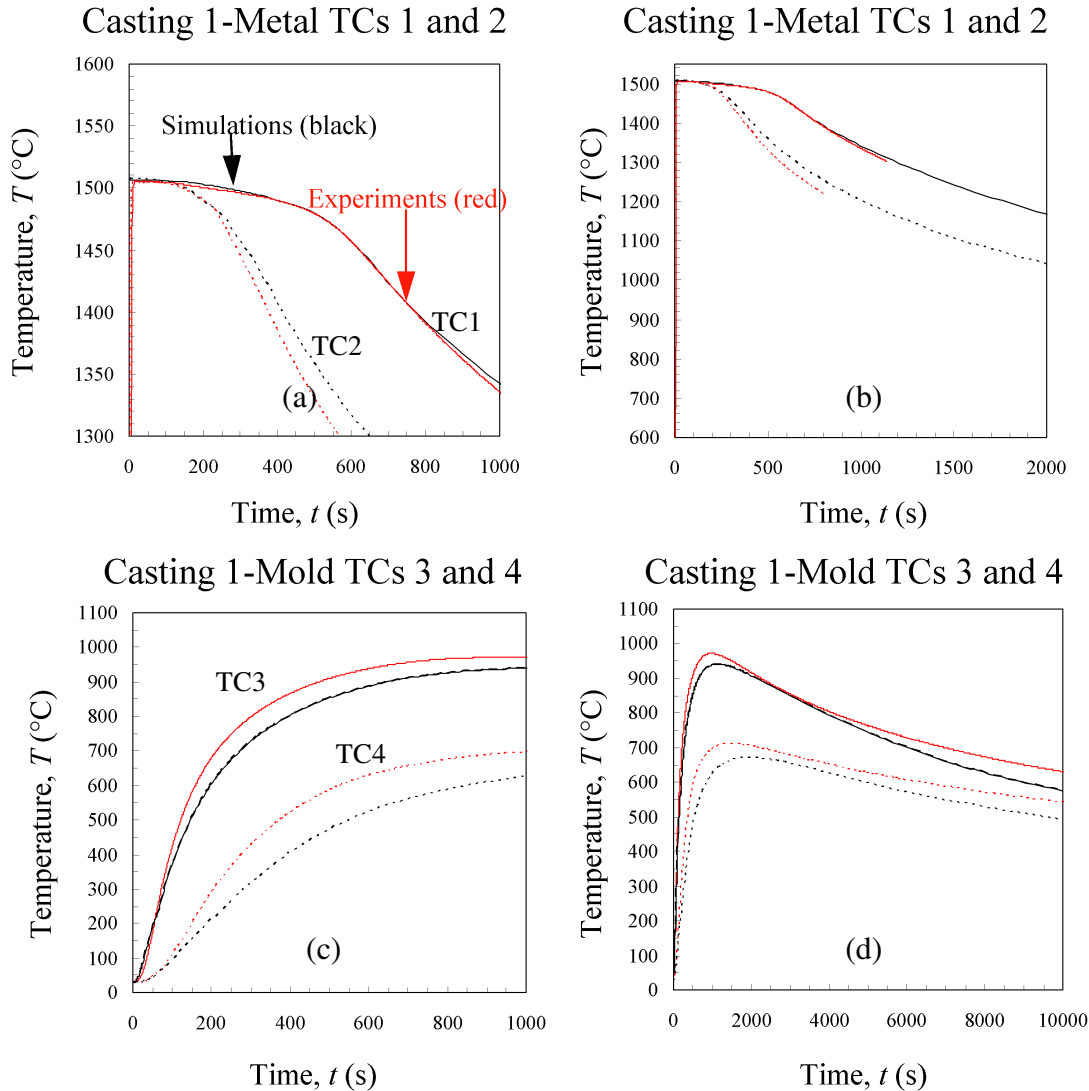 Casting 1-Metal TCs 1 and 2
1600
1550
1500
1450
1400
1350
1300
Temperature, T (°C)
Simulations (black)
Experiments (red)
TC1
TC2
(a)
0 200 400 600 800 1000
Time, t (s)
Casting 1-Metal TCs 1 and 2
1500
1400
1300
1200
1100
1000
900
800
700
600
Temperature, T (°C)
(b)
0 500 1000 1500 2000
Time, t (s)
Casting 1-Mold TCs 3 and 4
1100
1000
900
800
700
600
500
400
300
200
100
0
Temperature, T (°C)
TC3
TC4
(c)
0 200 400 600 800 1000
Time, t (s)
Casting 1-Mold TCs 3 and 4
1100
1000
900
800
700
600
500
400
300
200
100
0
Temperature, T (°C)
(d)
0 2000 4000 6000 8000 10000
Time, t (s)